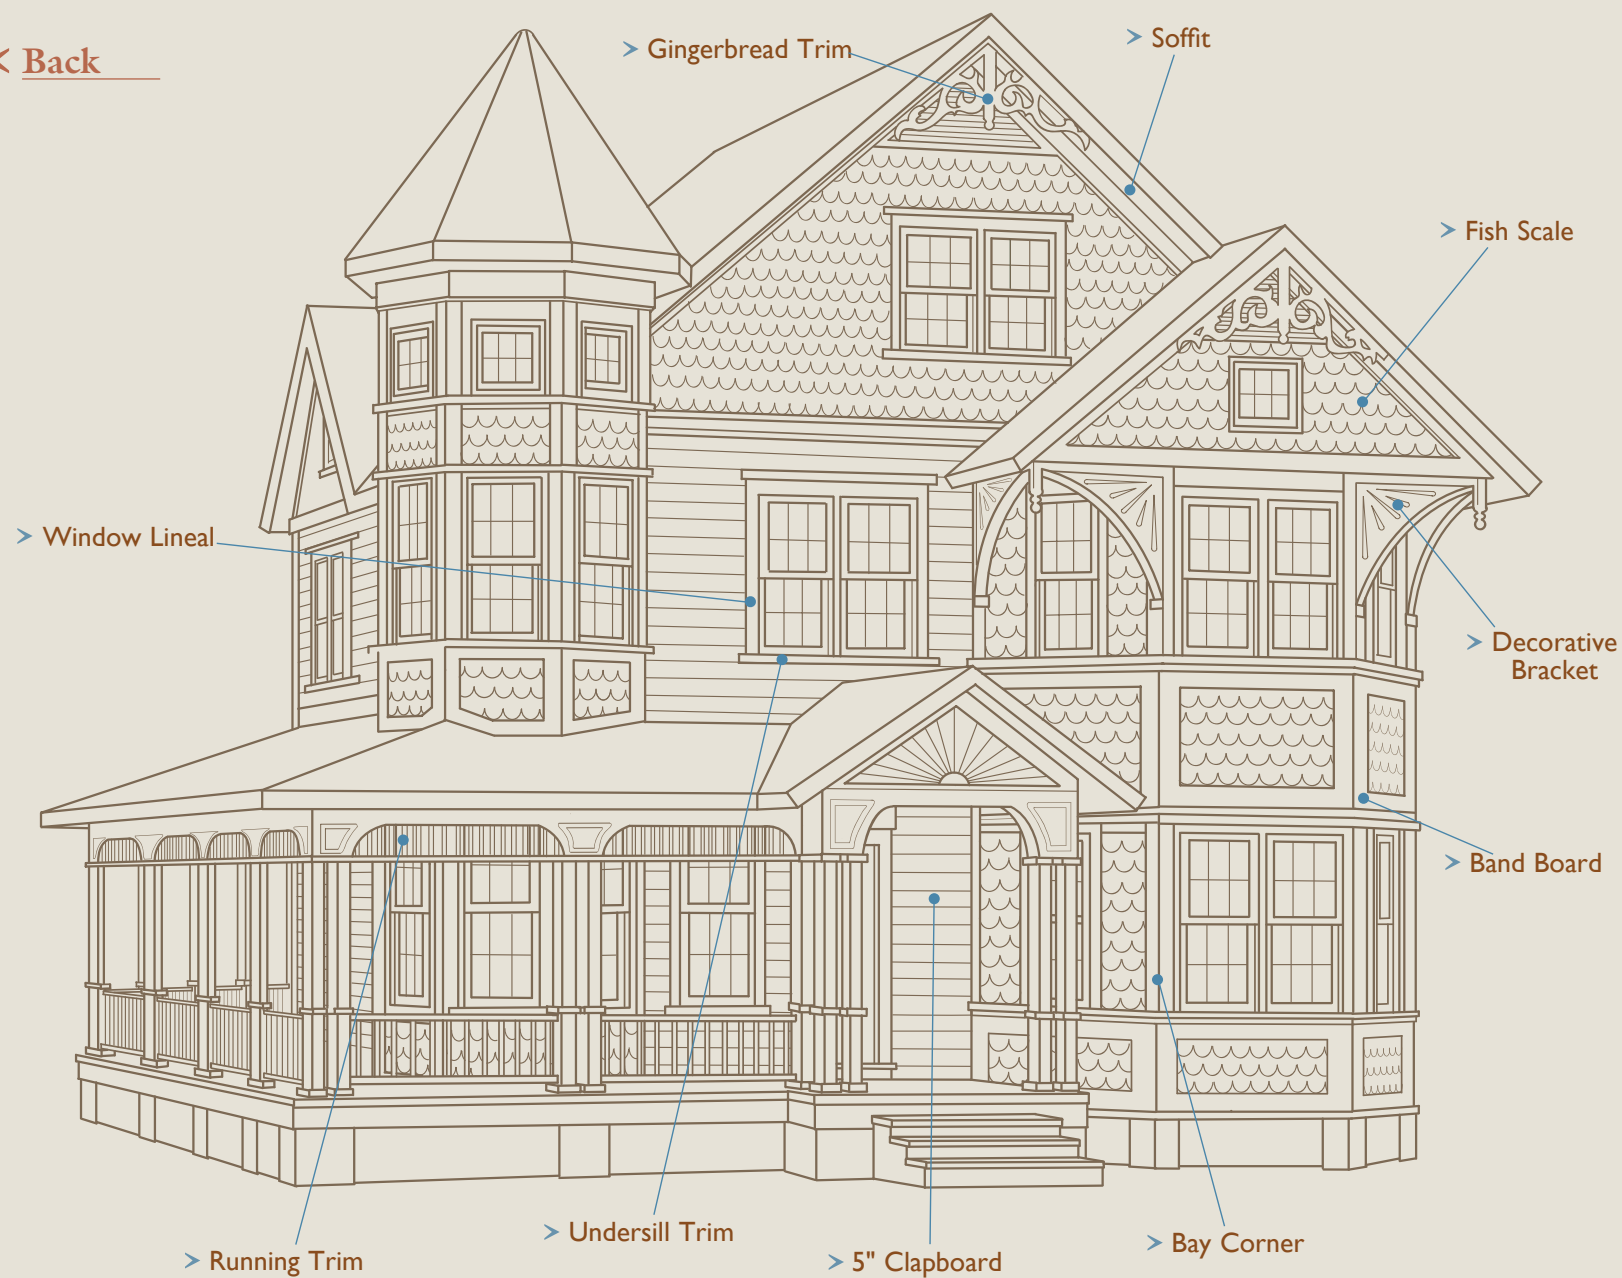 Back
Gingerbread Trim
Soffit
Fish Scale
Window Lineal
Decorative
Bracket
Band Board
Undersill Trim
Bay Corner
Running Trim
5" Clapboard